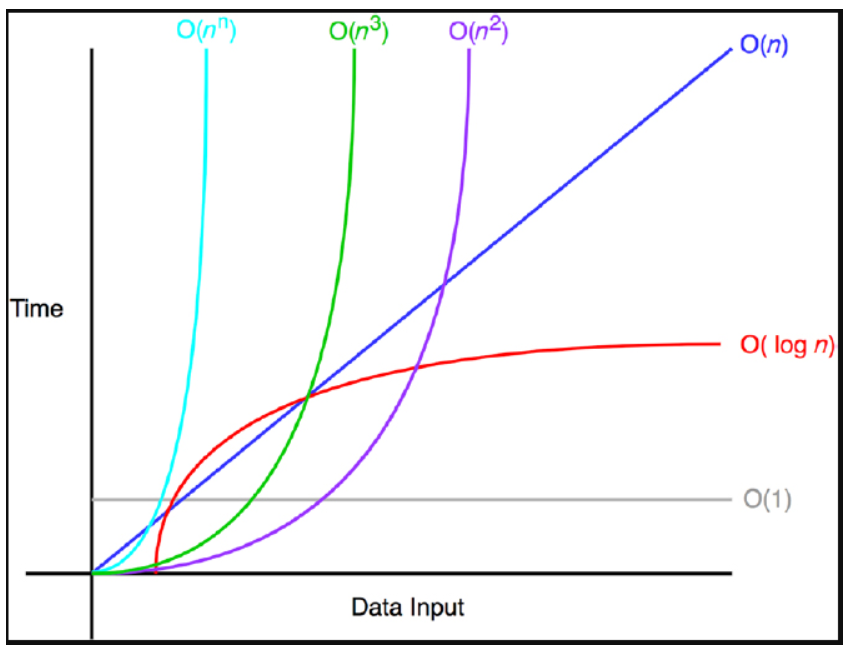 O(nⁿ)
O(n³)
O(n²)
O(n)
Time
O( log n)
O(1)
Data Input